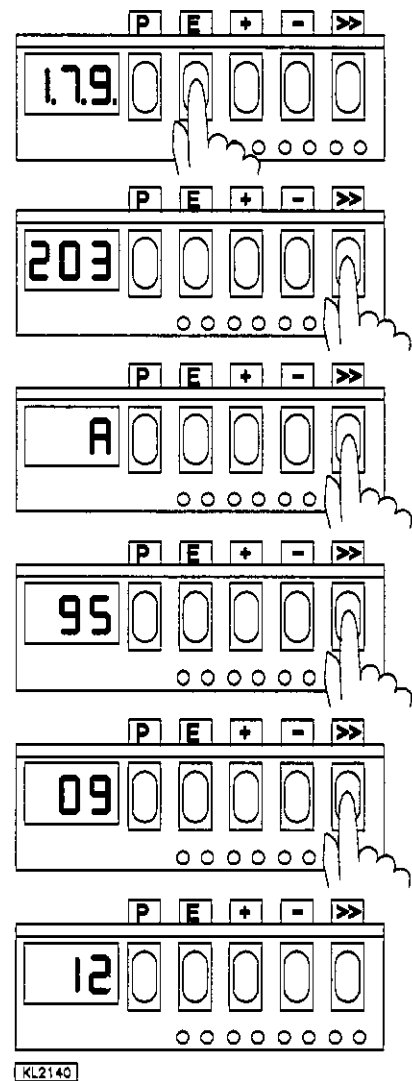 P E + - >>
1.7.9.
P E + - >>
203
P E + - >>
A
P E + - >>
95
P E + - >>
09
P E + - >>
12
KL2140